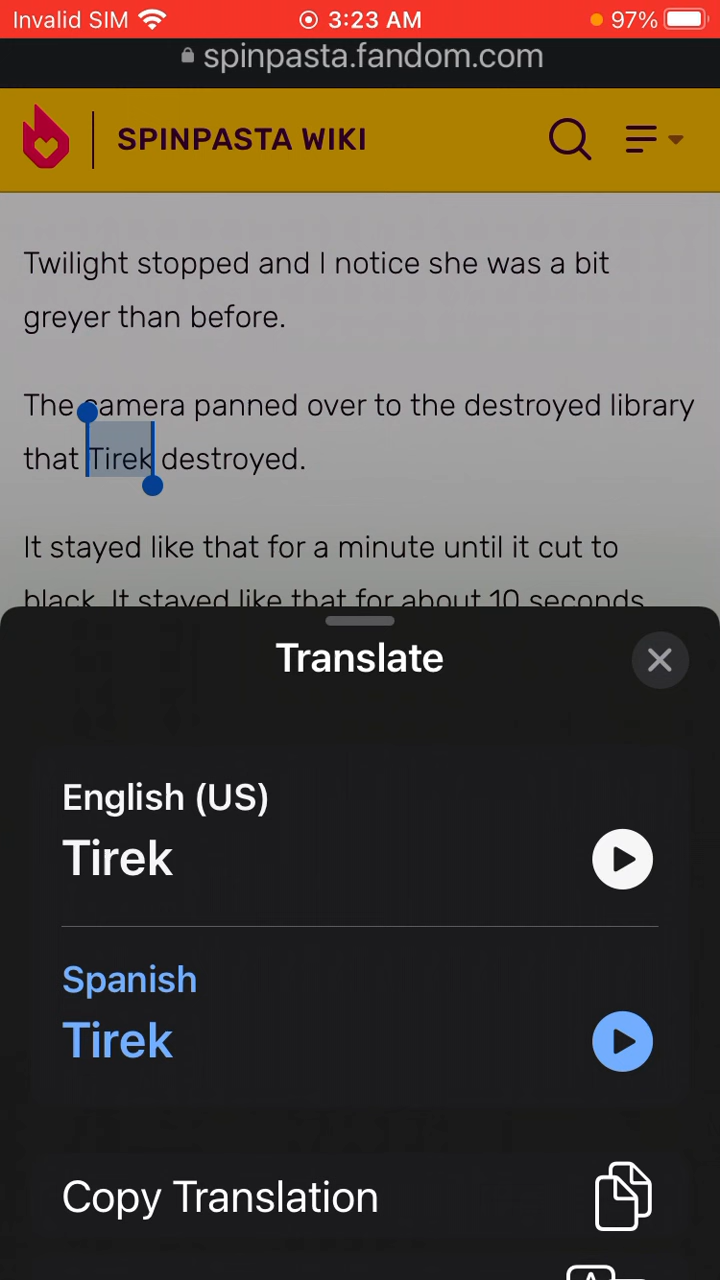 Invalid SIM 3:23 AM 97%
spinpasta.fandom.com
SPINPASTA WIKI
Twilight stopped and I notice she was a bit
greyer than before.
The camera panned over to the destroyed library
that Tirek destroyed.
It stayed like that for a minute until it cut to
black. It stayed like that for about 10 seconds
Translate
English (US)
Tirek
Spanish
Tirek
Copy Translation